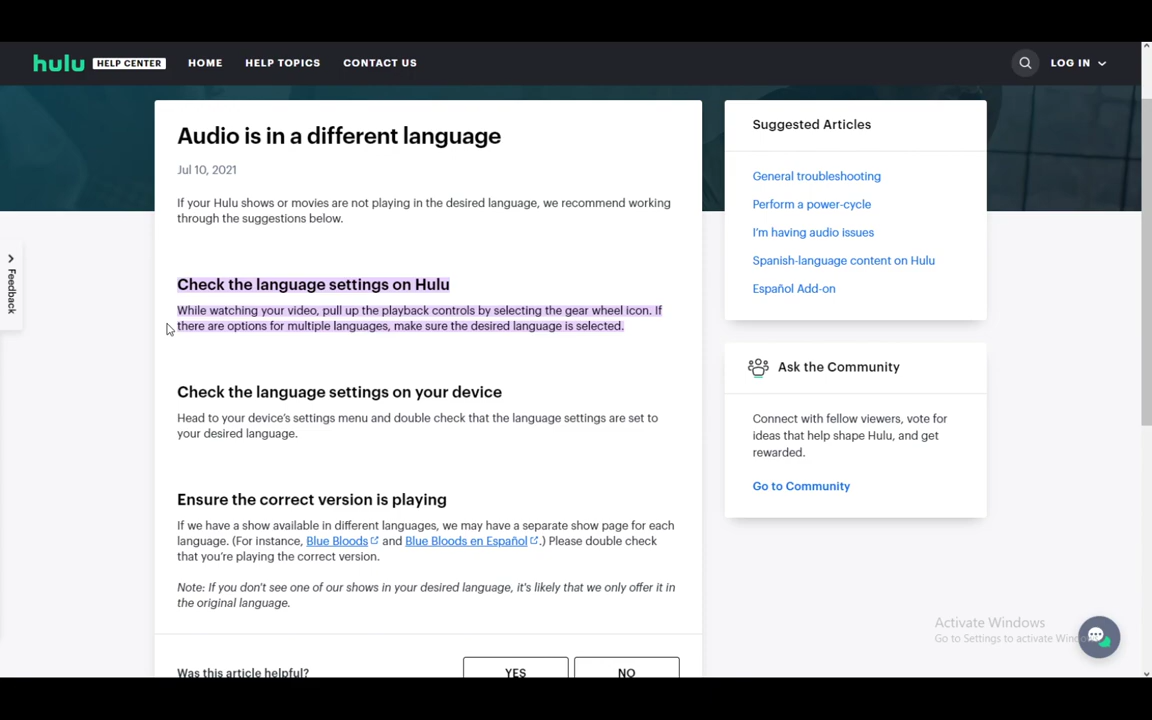 hulu HELP CENTER HOME HELP TOPICS CONTACT US LOG IN
Audio is in a different language
Jul 10, 2021
If your Hulu shows or movies are not playing in the desired language, we recommend working
through the suggestions below.
Check the language settings on Hulu
While watching your video, pull up the playback controls by selecting the gear wheel icon. If
there are options for multiple languages, make sure the desired language is selected.
Check the language settings on your device
Head to your device's settings menu and double check that the language settings are set to
your desired language.
Ensure the correct version is playing
If we have a show available in different languages, we may have a separate show page for each
language. (For instance, Blue Bloods and Blue Bloods en Español .) Please double check
that you're playing the correct version.
Note: If you don't see one of our shows in your desired language, it's likely that we only offer it in
the original language.
Was this article helpful? YES NO
Suggested Articles
General troubleshooting
Perform a power-cycle
I'm having audio issues
Spanish-language content on Hulu
Español Add-on
Ask the Community
Connect with fellow viewers, vote for
ideas that help shape Hulu, and get
rewarded.
Go to Community
Feedback
Activate Windows
Go to Settings to activate